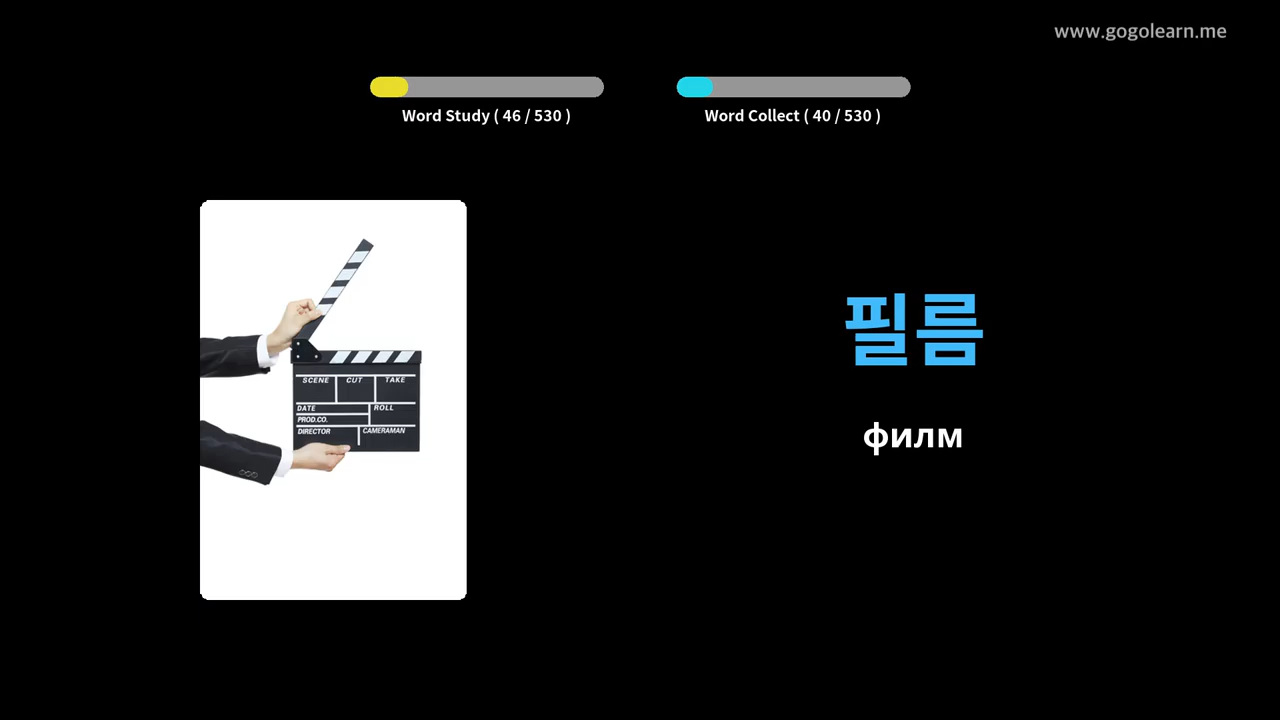 www.gogolearn.me
Word Study ( 46 / 530 )
Word Collect ( 40 / 530 )
SCENE CUT TAKE
DATE ROLL
PROD.CO.
DIRECTOR CAMERAMAN
필름
филм